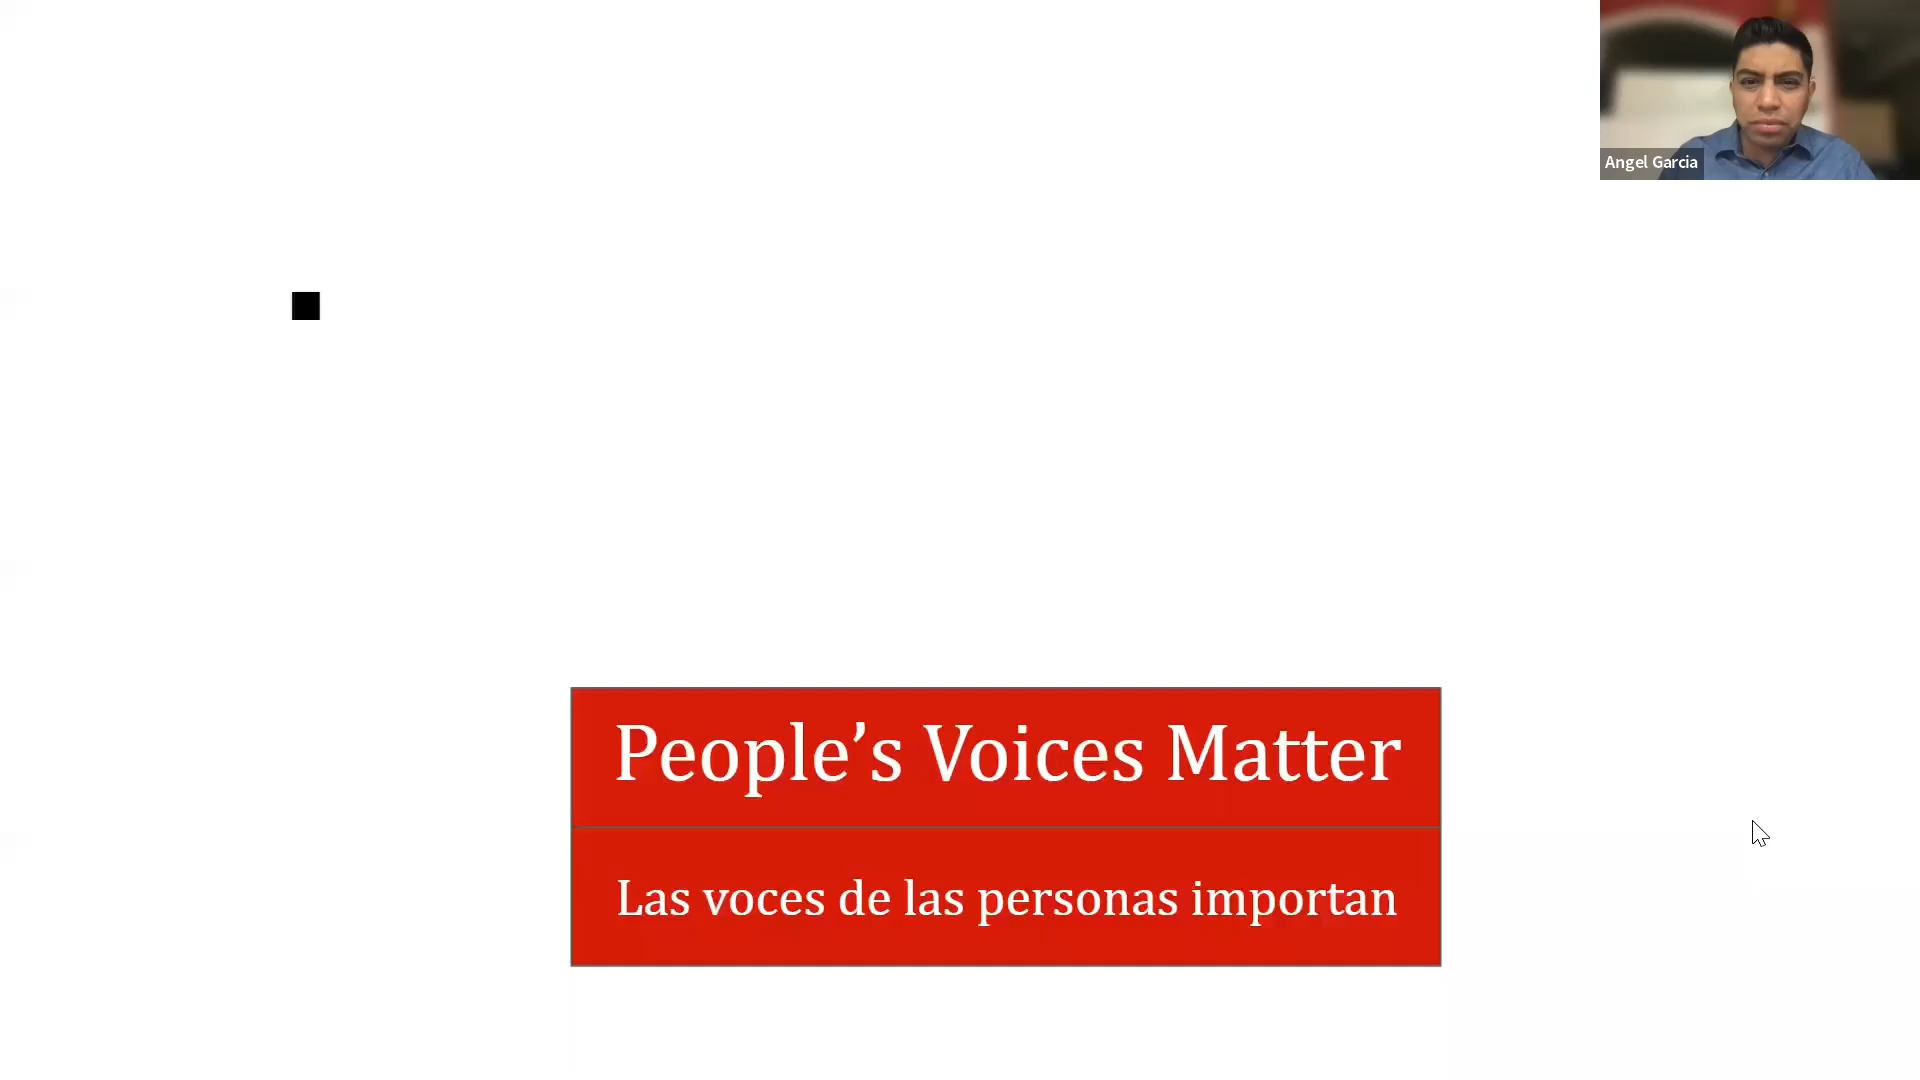 Angel Garcia
People’s Voices Matter
Las voces de las personas importan